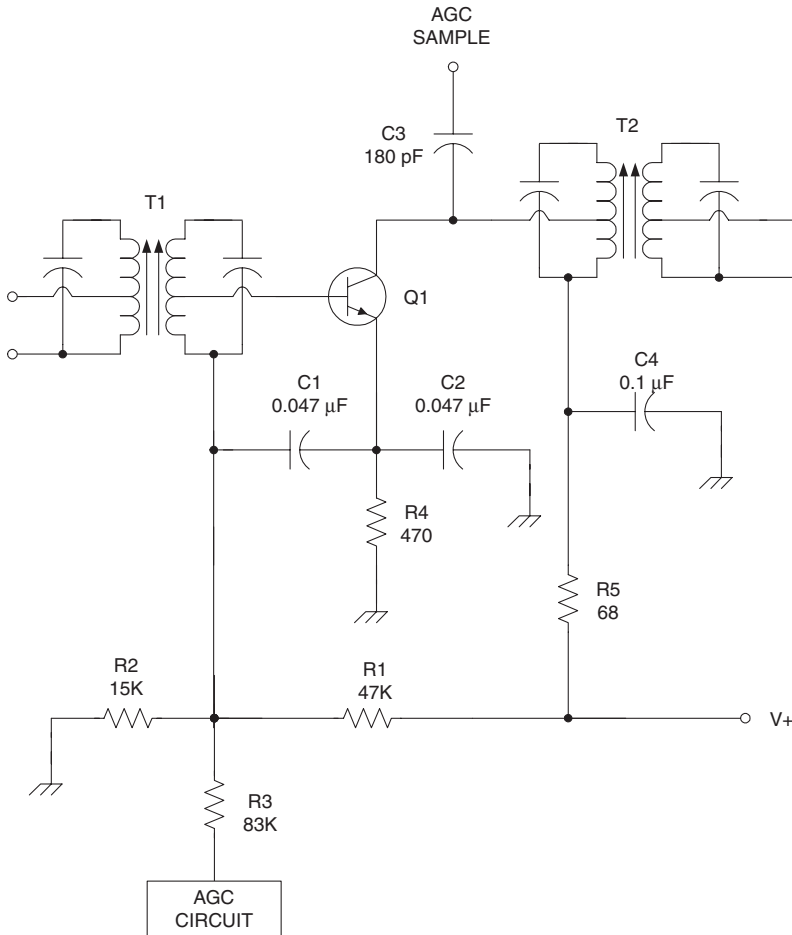 AGC
SAMPLE
C3
180 pF
T2
T1
Q1
C1
0.047 μF
C2
0.047 μF
C4
0.1 μF
R4
470
R5
68
R2
15K
R1
47K
V+
R3
83K
AGC
CIRCUIT